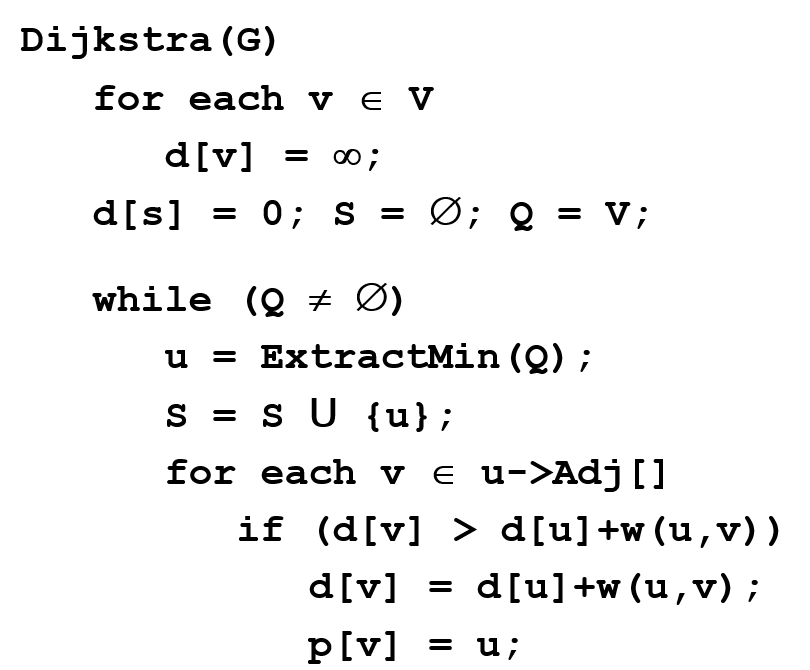 Dijkstra(G)
for each v ∈ V
d[v] = ∞;
d[s] = 0; S = ∅; Q = V;
while (Q ≠ ∅)
u = ExtractMin(Q);
S = S U {u};
for each v ∈ u->Adj[]
if (d[v] > d[u]+w(u,v))
d[v] = d[u]+w(u,v);
p[v] = u;